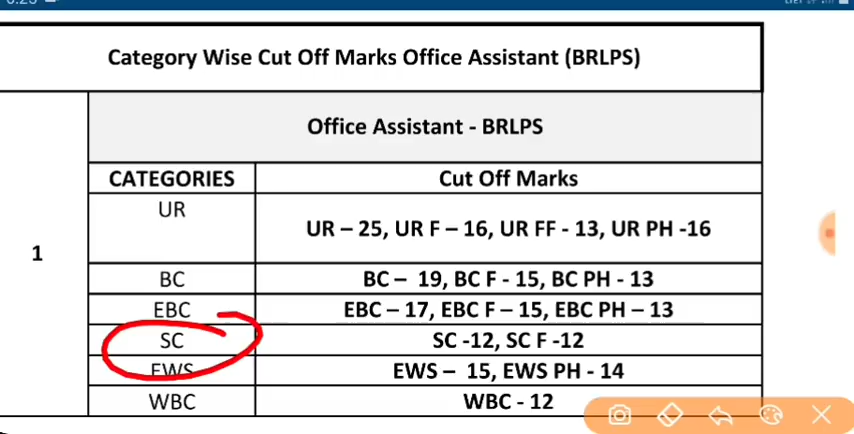 Category Wise Cut Off Marks Office Assistant (BRLPS)
Office Assistant - BRLPS
CATEGORIES Cut Off Marks
1
UR UR – 25, UR F – 16, UR FF - 13, UR PH -16
BC BC – 19, BC F - 15, BC PH - 13
EBC EBC – 17, EBC F – 15, EBC PH – 13
SC SC -12, SC F -12
EWS EWS – 15, EWS PH - 14
WBC WBC - 12